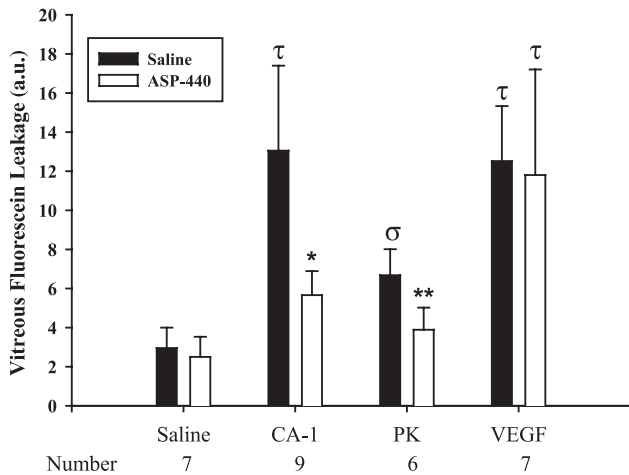 Vitreous Fluorescein Leakage (a.u.)
20
18
16
14
12
10
8
6
4
2
0
Saline
ASP-440
τ
*
σ
**
τ
τ
Saline CA-1 PK VEGF
Number 7 9 6 7